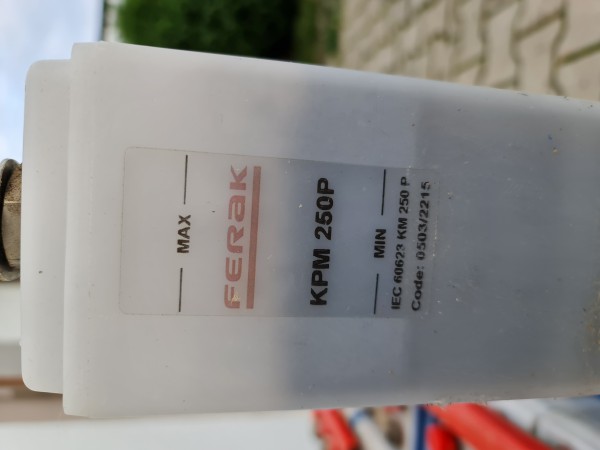 MAX
FERAK
KPM 250P
MIN
IEC 60623 KM 250 P
Code: 0503/2215